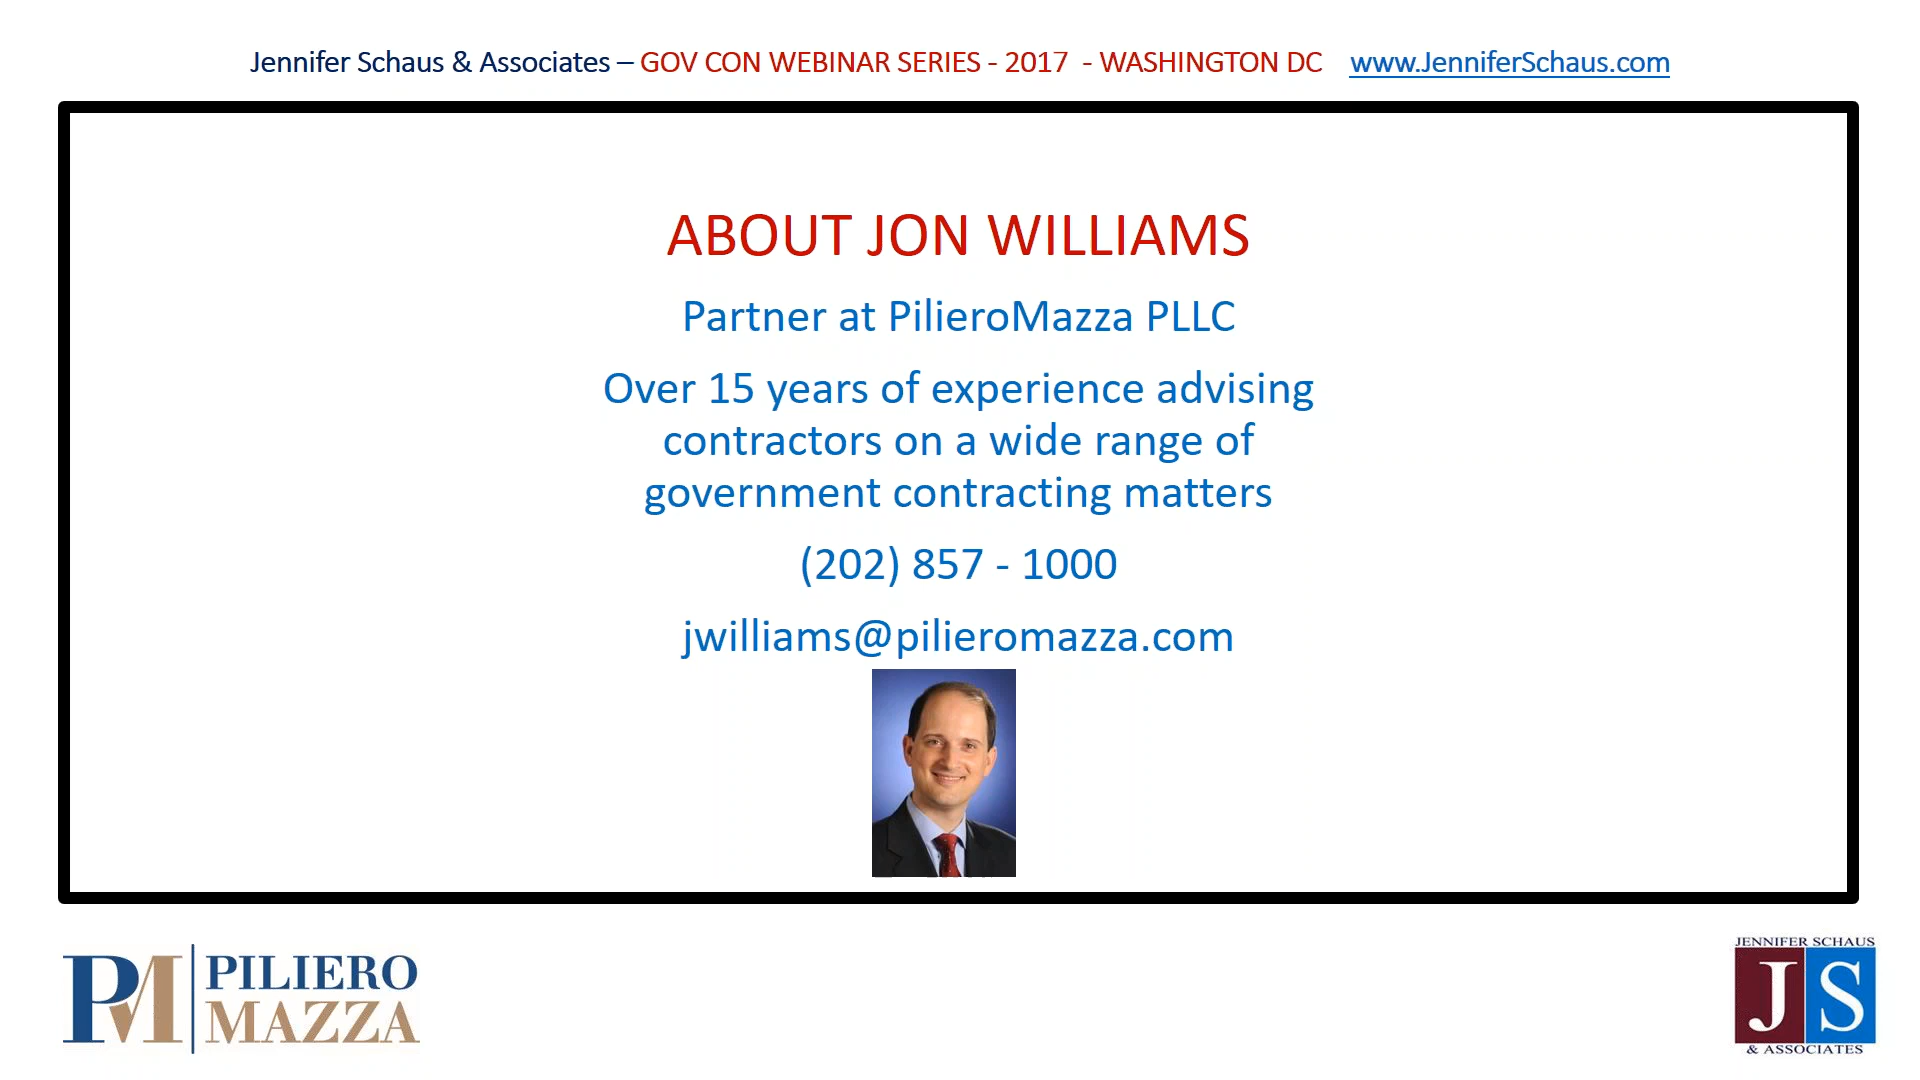 Jennifer Schaus & Associates – GOV CON WEBINAR SERIES - 2017 - WASHINGTON DC www.JenniferSchaus.com
ABOUT JON WILLIAMS
Partner at PilieroMazza PLLC
Over 15 years of experience advising
contractors on a wide range of
government contracting matters
(202) 857 - 1000
jwilliams@pilieromazza.com
PM PILIERO
MAZZA
JENNIFER SCHAUS
JS
& ASSOCIATES